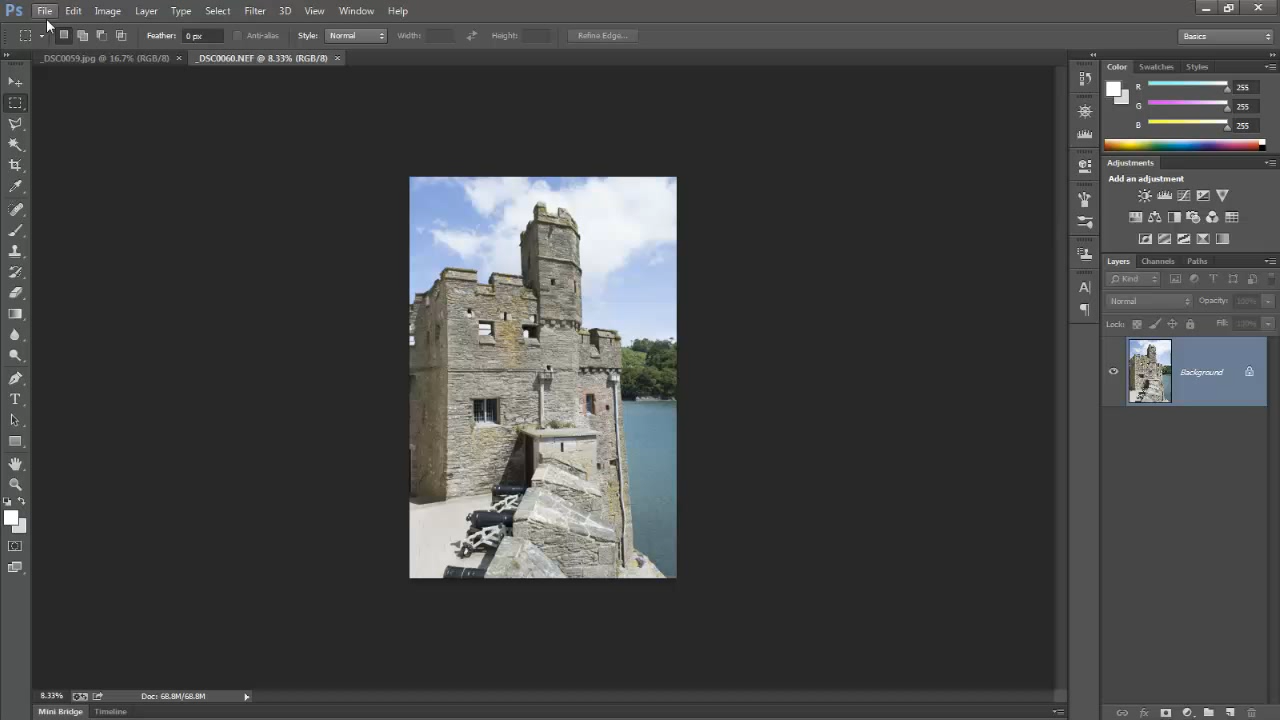 Ps File Edit Image Layer Type Select Filter 3D View Window Help
Feather: 0 px Anti-alias Style: Normal Width: Height: Refine Edge... Basics
_DSC0059.jpg @ 16.7% (RGB/8) × _DSC0060.NEF @ 8.33% (RGB/8) ×
Color Swatches Styles
R 255
G 255
B 255
Adjustments
Add an adjustment
Layers Channels Paths
Kind
Normal Opacity: 100%
Lock: Fill: 100%
Background
8.33% Doc: 68.8M/68.8M
Mini Bridge Timeline